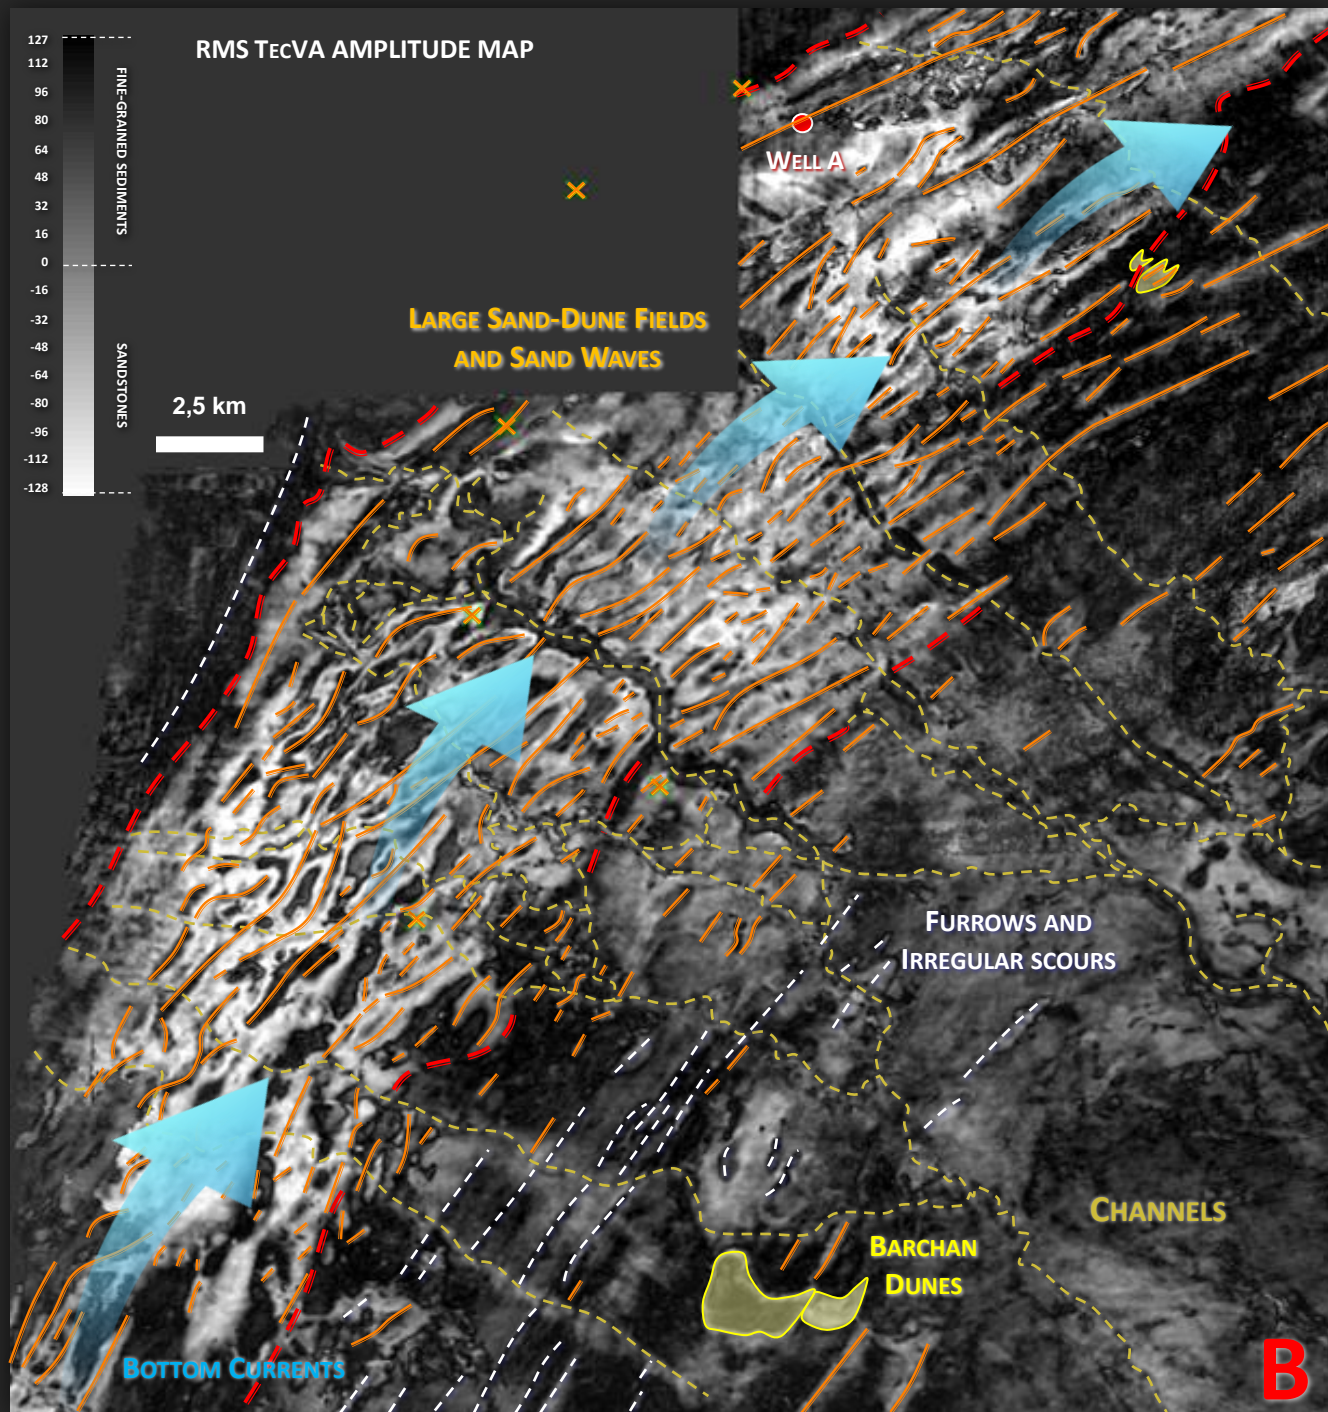 RMS TecVA AMPLITUDE MAP
127
112
96
80
64
48
32
16
0
-16
-32
-48
-64
-80
-96
-112
-128
FINE-GRAINED SEDIMENTS
SANDSTONES
WELL A
LARGE SAND-DUNE FIELDS
AND SAND WAVES
2,5 km
FURROWS AND
IRREGULAR SCOURS
CHANNELS
BARCHAN
DUNES
BOTTOM CURRENTS
B